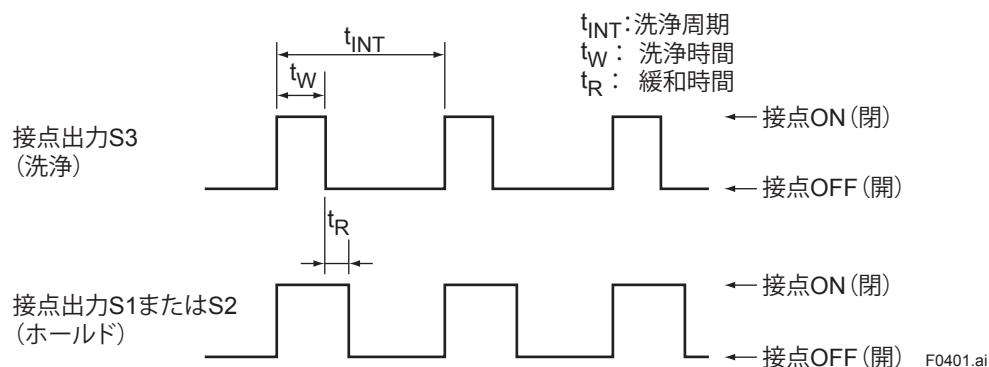 tINT：洗浄周期
tW： 洗浄時間
tR： 緩和時間
tINT
tW
接点出力S3
（洗浄）
接点ON（閉）
接点OFF（開）
tR
接点出力S1またはS2
（ホールド）
接点ON（閉）
接点OFF（開）
F0401.ai